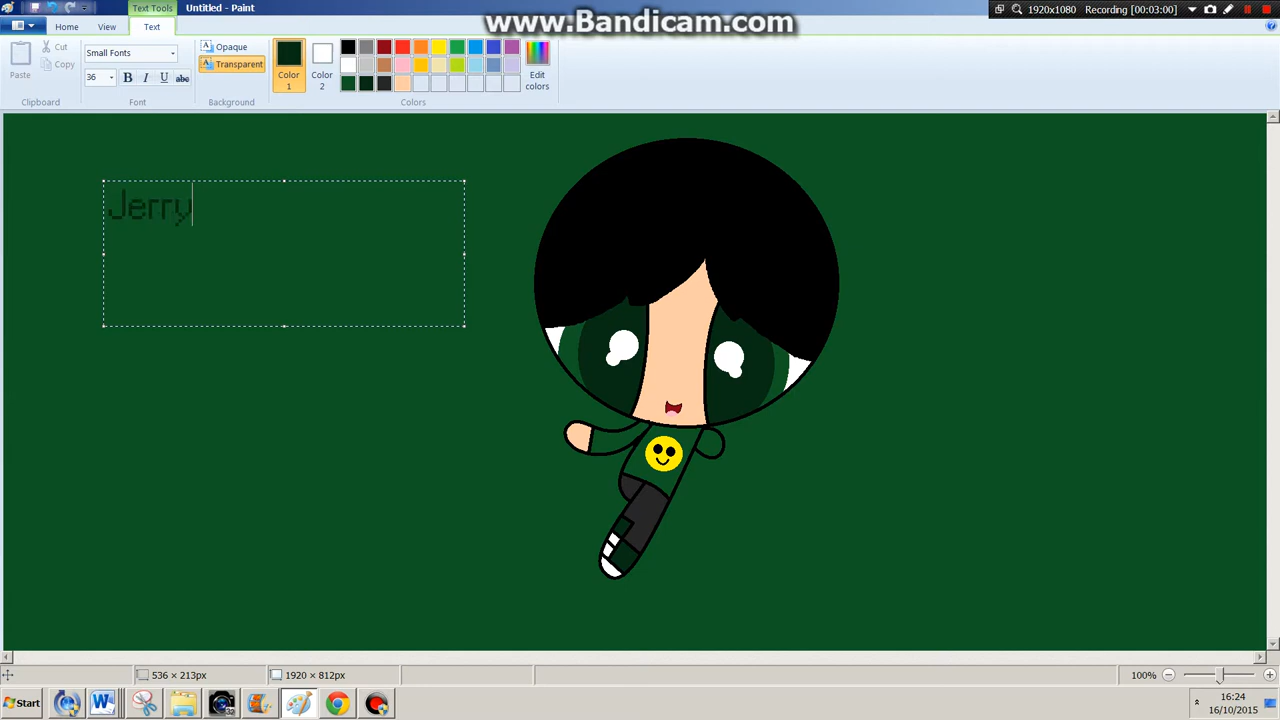 Text Tools
Untitled - Paint
www.Bandicam.com
1920x1080
Recording [00:03:00]
Home
View
Text
Paste
Cut
Copy
Clipboard
Small Fonts
36
B
I
U
abc
Font
Opaque
Transparent
Background
Color
1
Color
2
Edit
colors
Colors
Jerry
536 × 213px
1920 × 812px
100%
Start
32
16:24
16/10/2015